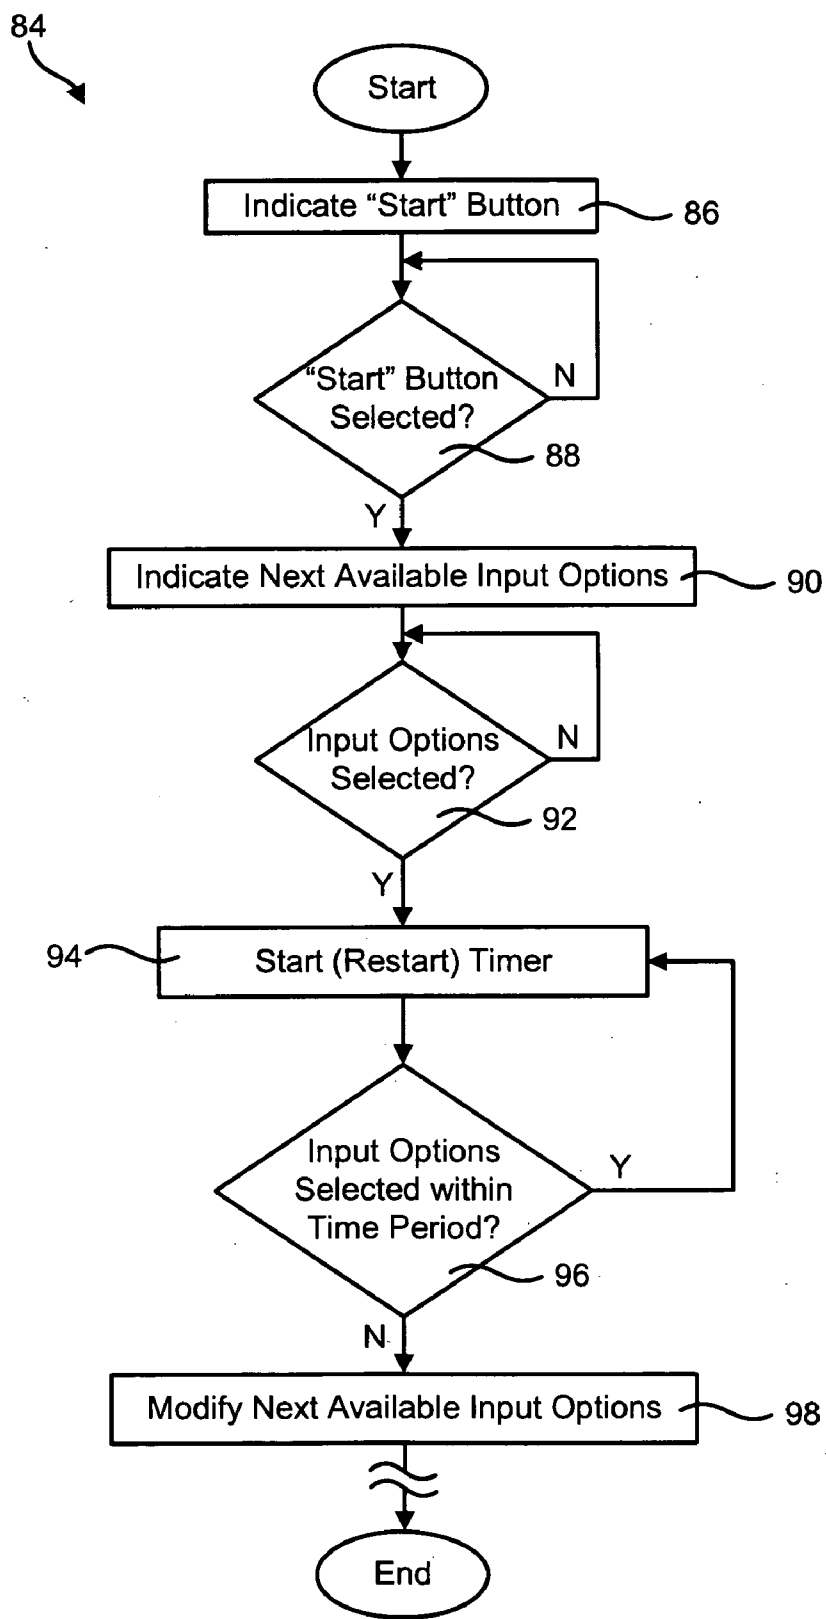 84
Start
Indicate “Start” Button
86
“Start” Button
Selected?
N
88
Y
Indicate Next Available Input Options
90
Input Options
Selected?
N
92
Y
94
Start (Restart) Timer
Input Options
Selected within
Time Period?
Y
96
N
Modify Next Available Input Options
98
End